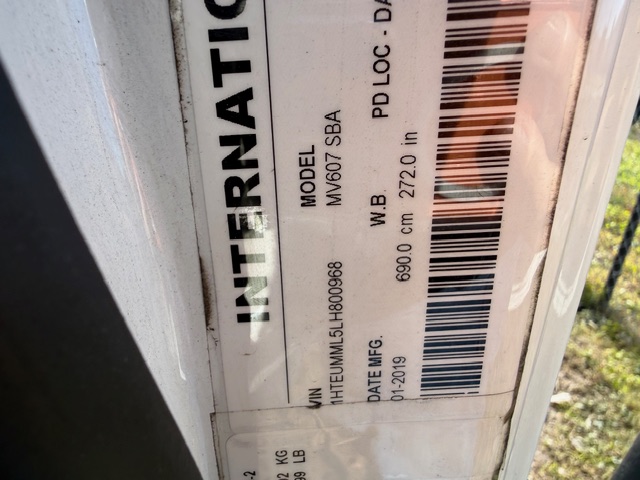 INTERNATIO
VIN
MODEL
1HTEUMML5LH800968
MV607 SBA
DATE MFG.
W.B.
PD LOC - DA
01-2019
690.0 cm
272.0 in
-2
KG
LB